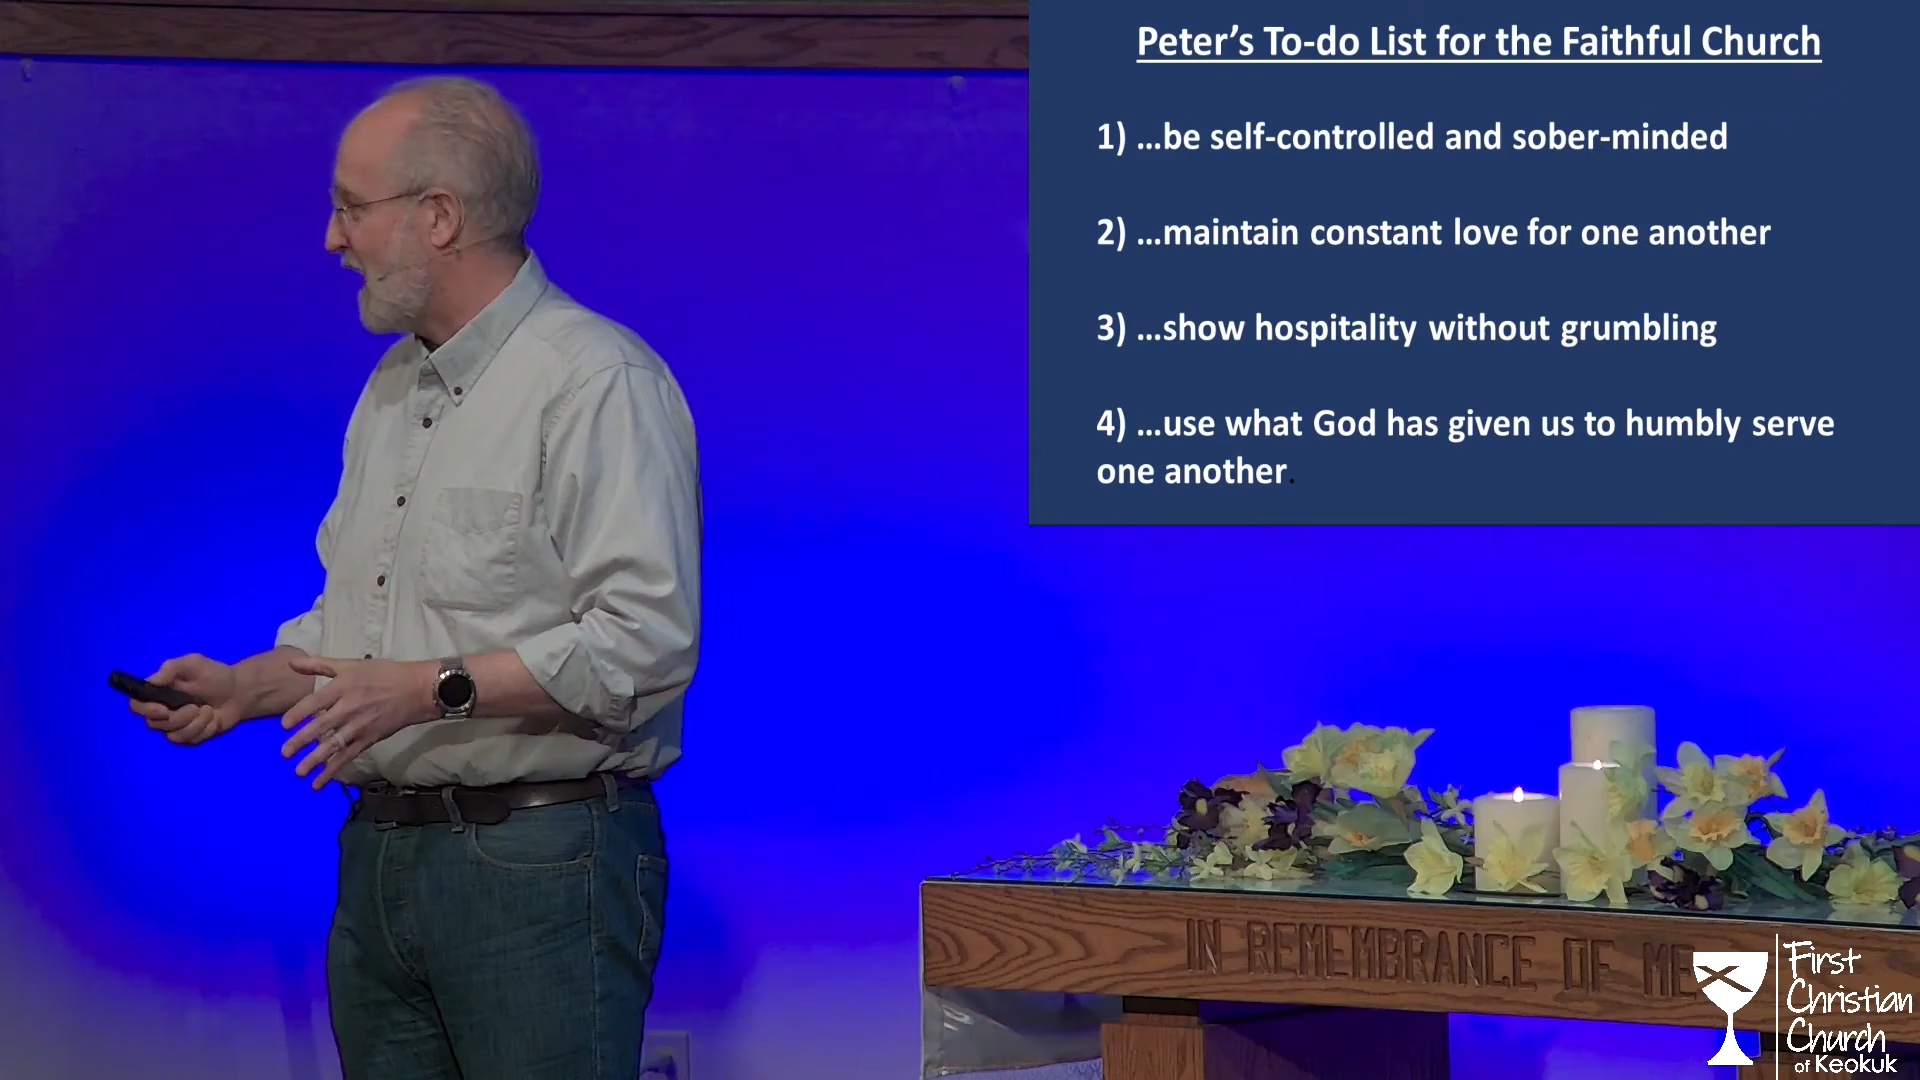 Peter’s To-do List for the Faithful Church
1) …be self-controlled and sober-minded
2) …maintain constant love for one another
3) …show hospitality without grumbling
4) …use what God has given us to humbly serve
one another.
IN REMEMBRANCE OF ME
First
Christian
Church
of Keokuk